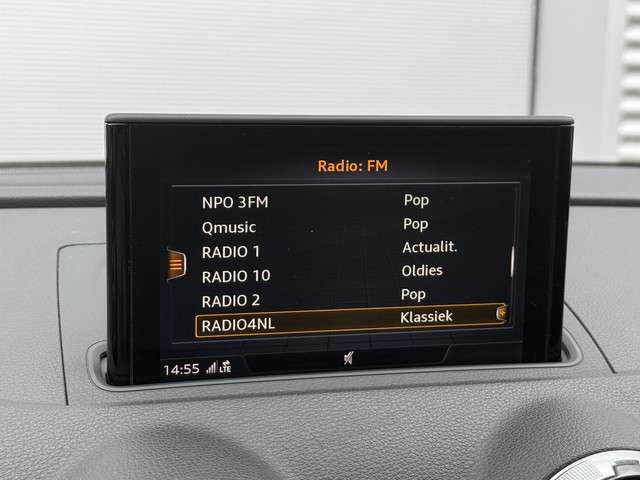 Radio: FM
NPO 3FM Pop
Qmusic Pop
RADIO 1 Actualit.
RADIO 10 Oldies
RADIO 2 Pop
RADIO4NL Klassiek
14:55 LTE